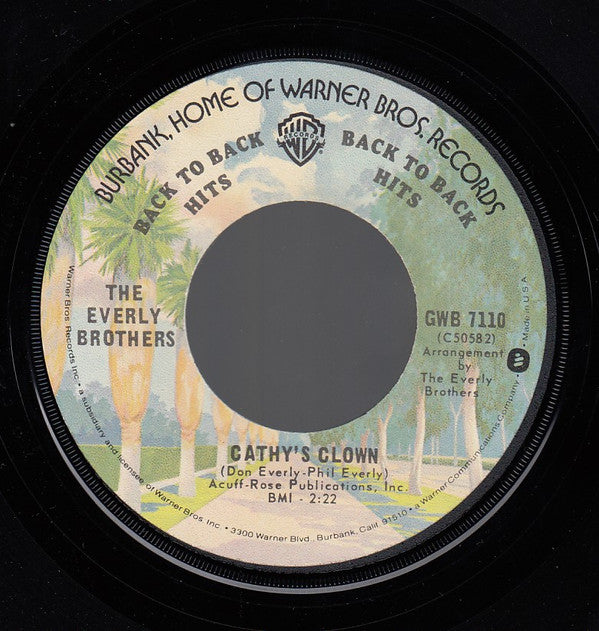 BURBANK, HOME OF WARNER BROS. RECORDS
BACK TO BACK
HITS
W
RECORDS
BACK TO BACK
HITS
THE
EVERLY
BROTHERS
GWB 7110
(C50582)
Arrangement
by
The Everly
Brothers
CATHY'S CLOWN
(Don Everly-Phil Everly)
Acuff-Rose Publications, Inc.
BMI - 2:22
Warner Bros. Records Inc. • a subsidiary and licensee of Warner Bros. Inc. • 3300 Warner Blvd., Burbank, Calif. 91510 • a Warner Communications Company • Made in U.S.A.